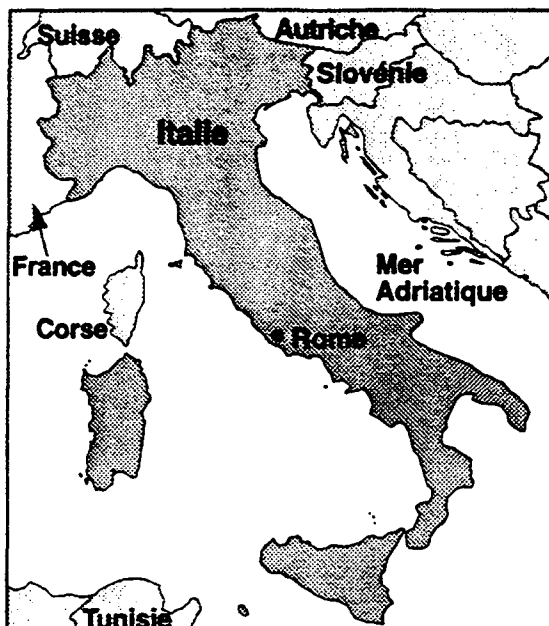 Suisse
Autriche
Slovénie
Italie
France
Mer
Adriatique
Corse
Rome
Tunisie